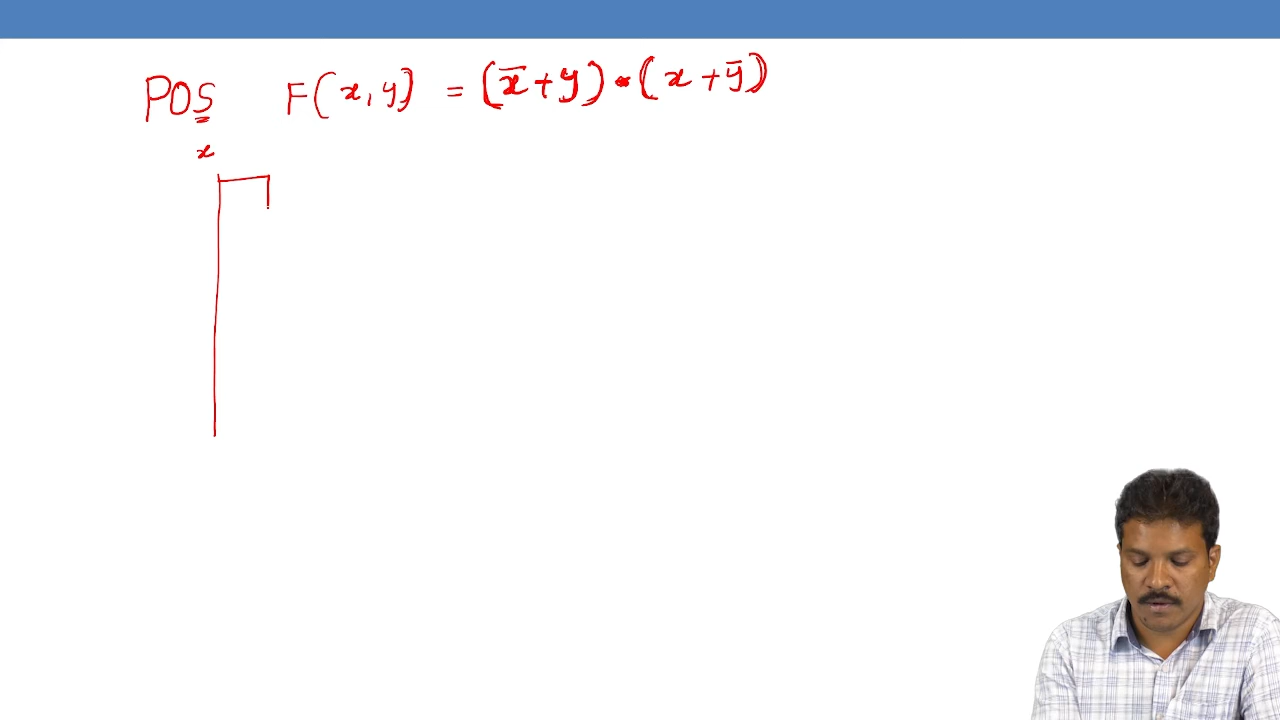 POS F(x, y) = (x̅ + y) • (x + y̅)
x